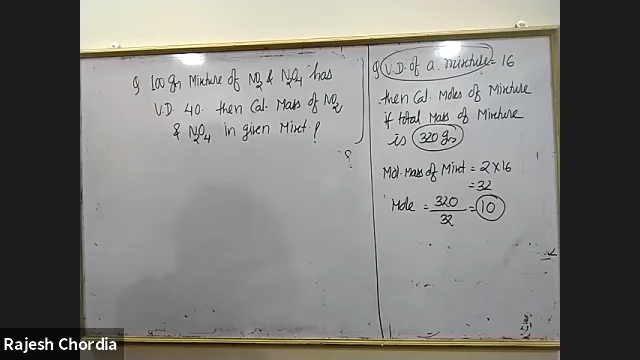 Q 100 gm Mixture of NO2 & N2O4 has
V.D. 40. then Cal. Mass of NO2
& N2O4 in given Mixt. ?
?
Q V.D. of a mixture = 16
then Cal. Moles of Mixture
if total Mass of Mixture
is 320 gm
Mol. Mass of Mixt = 2 × 16
= 32
Mole = 320/32 = 10
Rajesh Chordia